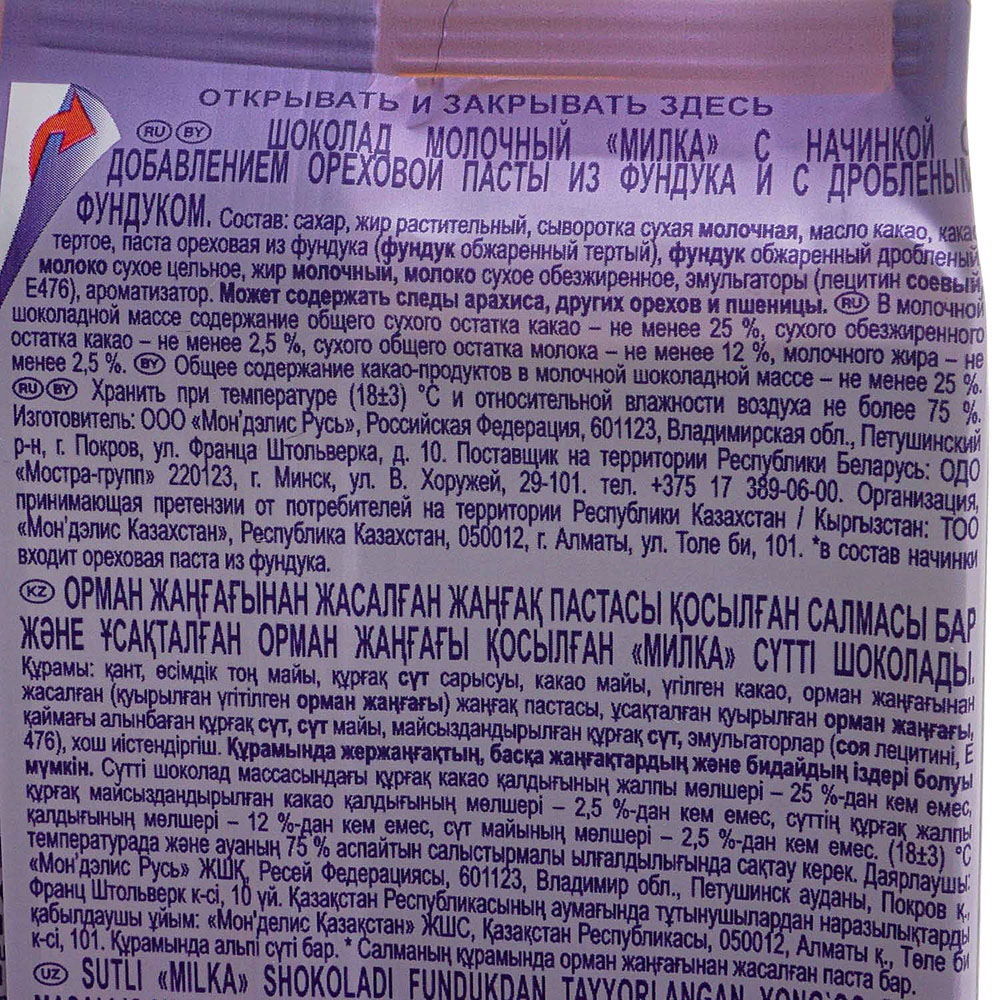 ОТКРЫВАТЬ И ЗАКРЫВАТЬ ЗДЕСЬ
RU BY ШОКОЛАД МОЛОЧНЫЙ «МИЛКА» С НАЧИНКОЙ
ДОБАВЛЕНИЕМ ОРЕХОВОЙ ПАСТЫ ИЗ ФУНДУКА И С ДРОБЛЕНЫМ
ФУНДУКОМ. Состав: сахар, жир растительный, сыворотка сухая молочная, масло какао, какао
тертое, паста ореховая из фундука (фундук обжаренный тертый), фундук обжаренный дробленый,
молоко сухое цельное, жир молочный, молоко сухое обезжиренное, эмульгаторы (лецитин соевый,
E476), ароматизатор. Может содержать следы арахиса, других орехов и пшеницы. RU В молочной
шоколадной массе содержание общего сухого остатка какао – не менее 25 %, сухого обезжиренного
остатка какао – не менее 2,5 %, сухого общего остатка молока – не менее 12 %, молочного жира – не
менее 2,5 %. BY Общее содержание какао-продуктов в молочной шоколадной массе – не менее 25 %.
RU BY Хранить при температуре (18±3) °С и относительной влажности воздуха не более 75 %.
Изготовитель: ООО «Мон'дэлис Русь», Российская Федерация, 601123, Владимирская обл., Петушинский
р-н, г. Покров, ул. Франца Штольверка, д. 10. Поставщик на территории Республики Беларусь: ОДО
«Мостра-групп» 220123, г. Минск, ул. В. Хоружей, 29-101. тел. +375 17 389-06-00. Организация,
принимающая претензии от потребителей на территории Республики Казахстан / Кыргызстан: ТОО
«Мон'дэлис Казахстан», Республика Казахстан, 050012, г. Алматы, ул. Толе би, 101. *в состав начинки
входит ореховая паста из фундука.
KZ ОРМАН ЖАҢҒАҒЫНАН ЖАСАЛҒАН ЖАҢҒАҚ ПАСТАСЫ ҚОСЫЛҒАН САЛМАСЫ БАР
ЖӘНЕ ҰСАҚТАЛҒАН ОРМАН ЖАҢҒАҒЫ ҚОСЫЛҒАН «МИЛКА» СҮТТІ ШОКОЛАДЫ.
Құрамы: қант, өсімдік тоң майы, құрғақ сүт сарысуы, какао майы, үгілген какао, орман жаңғағынан
жасалған (қуырылған үгітілген орман жаңғағы) жаңғақ пастасы, ұсақталған қуырылған орман жаңғағы,
қаймағы алынбаған құрғақ сүт, сүт майы, майсыздандырылған құрғақ сүт, эмульгаторлар (соя лецитині, Е
476), хош иістендіргіш. Құрамында жержаңғақтың, басқа жаңғақтардың және бидайдың іздері болуы
мүмкін. Сүтті шоколад массасындағы құрғақ какао қалдығының жалпы мөлшері – 25 %-дан кем емес,
құрғақ майсыздандырылған какао қалдығының мөлшері – 2,5 %-дан кем емес, сүттің құрғақ жалпы
қалдығының мөлшері – 12 %-дан кем емес, сүт майының мөлшері – 2,5 %-дан кем емес. (18±3) °С
температурада және ауаның 75 % аспайтын салыстырмалы ылғалдылығында сақтау керек. Даярлаушы:
«Мон'дэлис Русь» ЖШҚ, Ресей Федерациясы, 601123, Владимир обл., Петушинск ауданы, Покров қ.,
Франц Штольверк к-сі, 10 үй. Қазақстан Республикасының аумағында тұтынушылардан наразылықтарды
қабылдаушы ұйым: «Мон'делис Қазақстан» ЖШС, Қазақстан Республикасы, 050012, Алматы қ., Төле би
к-сі, 101. Құрамында альпі сүті бар. * Салманың құрамында орман жаңғағынан жасалған паста бар.
UZ SUTLI «MILKA» SHOKOLADI FUNDUKDAN TAYYORLANGAN